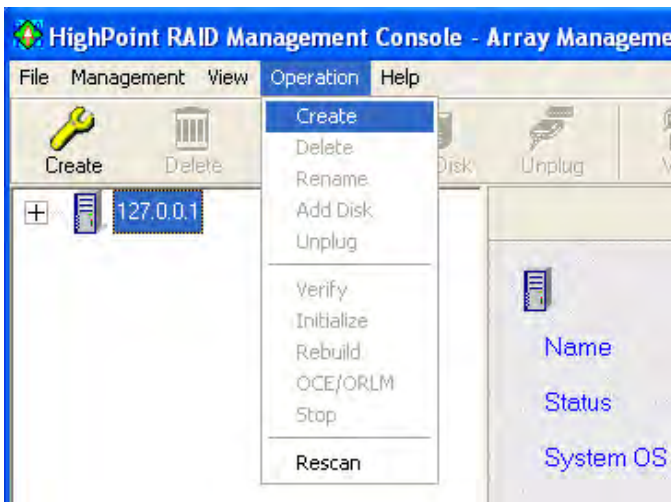 HighPoint RAID Management Console - Array Manageme
File Management View Operation Help
Create Delete Disk Unplug
127.0.0.1
Create
Delete
Rename
Add Disk
Unplug
Verify
Initialize
Rebuild
OCE/ORLM
Stop
Rescan
Name
Status
System OS